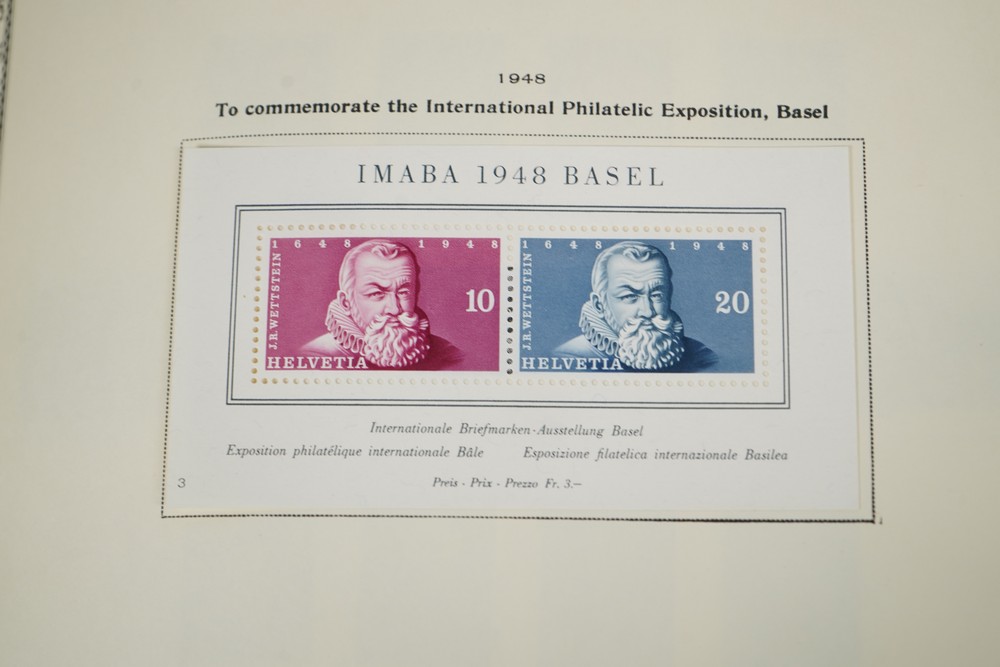 1948
To commemorate the International Philatelic Exposition, Basel
IMABA 1948 BASEL
1648 1948
J.R. WETTSTEIN
10
HELVETIA
1648 1948
J.R. WETTSTEIN
20
HELVETIA
Internationale Briefmarken-Ausstellung Basel
Exposition philatélique internationale Bâle Esposizione filatelica internazionale Basilea
3
Preis - Prix - Prezzo Fr. 3.—